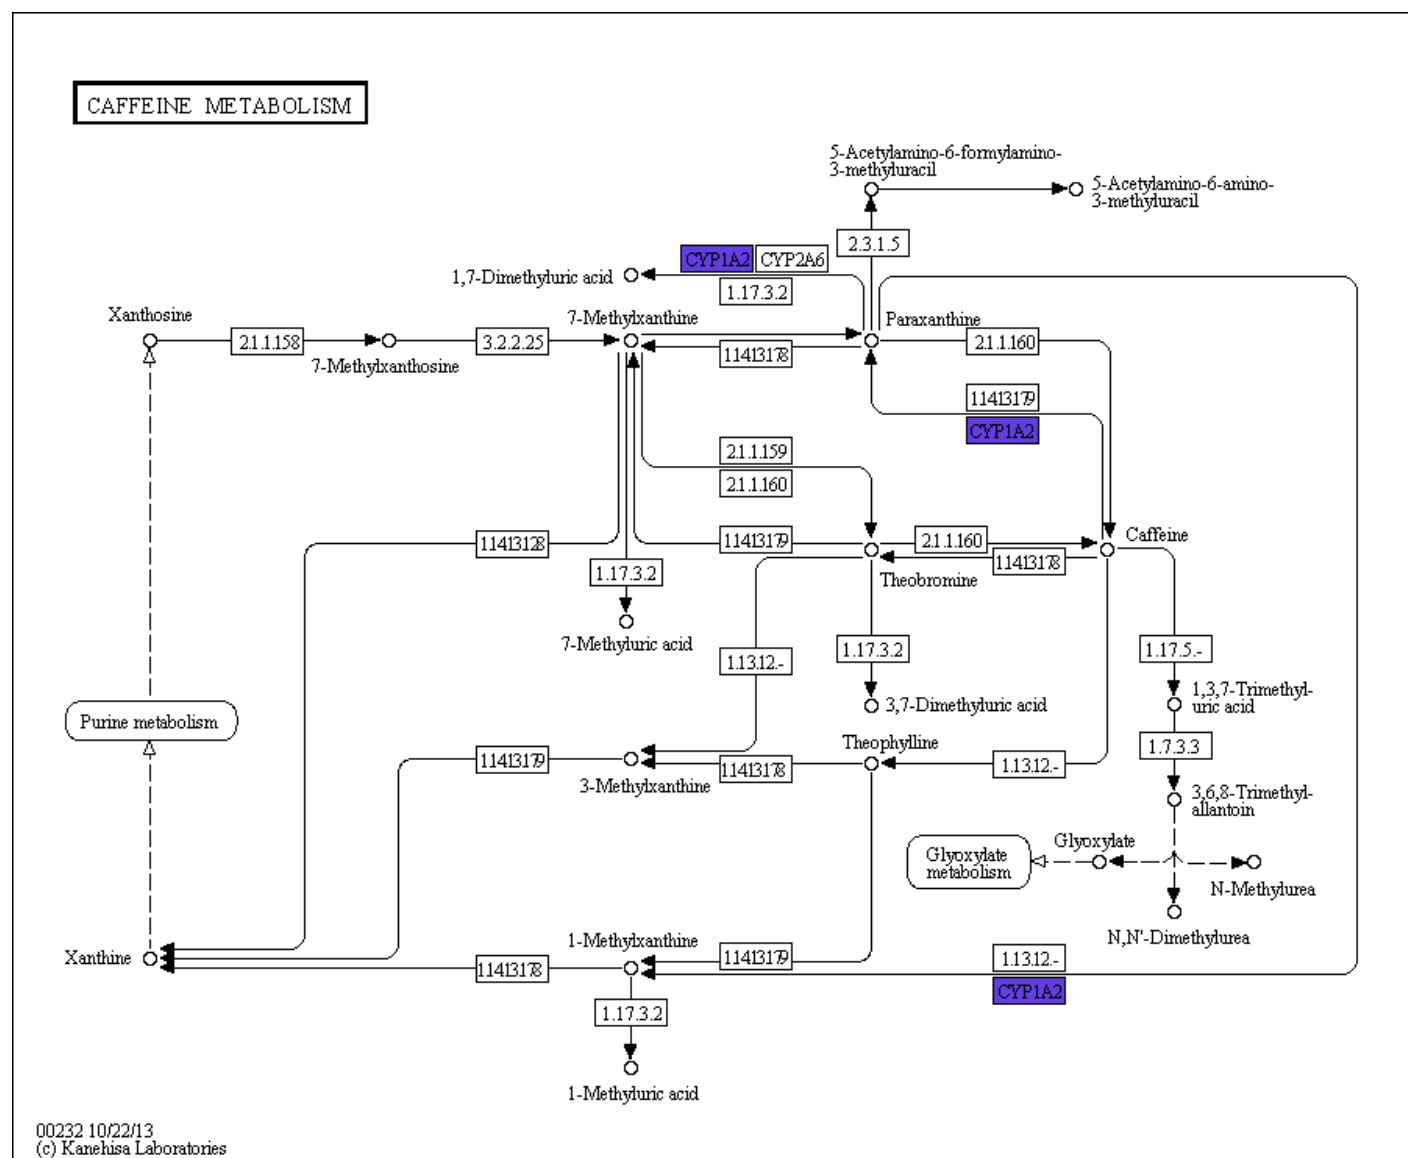 CAFFEINE METABOLISM
5-Acetylamino-6-formylamino-
3-methyluracil
5-Acetylamino-6-amino-
3-methyluracil
2.3.1.5
CYP1A2
CYP2A6
1,7-Dimethyluric acid
1.17.3.2
Xanthosine
7-Methylxanthine
Paraxanthine
2.1.1.158
3.2.2.25
2.1.1.160
7-Methylxanthosine
1.14.13.178
1.14.13.179
CYP1A2
2.1.1.159
2.1.1.160
1.14.13.128
1.14.13.179
2.1.1.160
Caffeine
1.14.13.178
Theobromine
1.17.3.2
7-Methyluric acid
1.13.12.-
1.17.3.2
1.17.5.-
1,3,7-Trimethyl-
uric acid
3,7-Dimethyluric acid
Purine metabolism
Theophylline
1.7.3.3
1.14.13.179
1.14.13.178
1.13.12.-
3-Methylxanthine
3,6,8-Trimethyl-
allantoin
Glyoxylate
Glyoxylate
metabolism
N-Methylurea
N,N'-Dimethylurea
Xanthine
1-Methylxanthine
1.14.13.178
1.14.13.179
1.13.12.-
CYP1A2
1.17.3.2
1-Methyluric acid
00232 10/22/13
(c) Kanehisa Laboratories